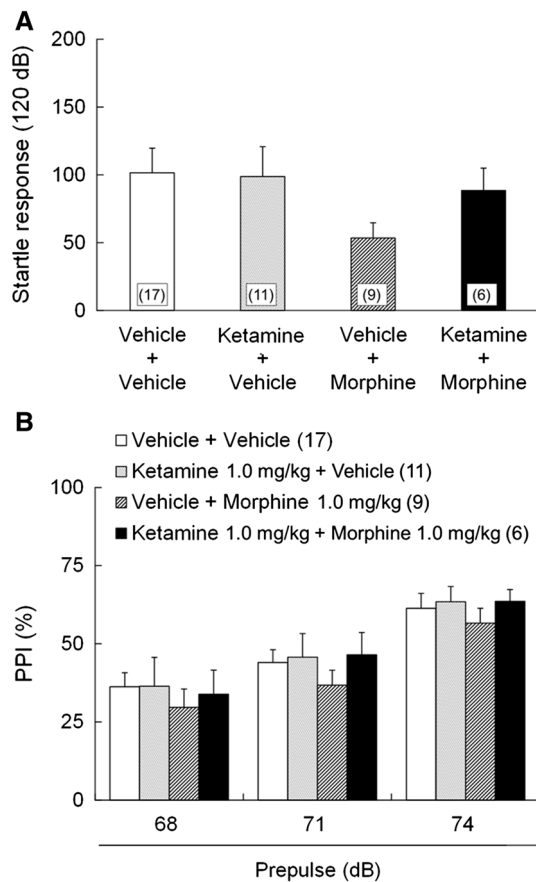 A
Startle response (120 dB)
200
150
100
50
0
(17) (11) (9) (6)
Vehicle Ketamine Vehicle Ketamine
+ + + +
Vehicle Vehicle Morphine Morphine
B
Vehicle + Vehicle (17)
Ketamine 1.0 mg/kg + Vehicle (11)
Vehicle + Morphine 1.0 mg/kg (9)
Ketamine 1.0 mg/kg + Morphine 1.0 mg/kg (6)
PPI (%)
100
75
50
25
0
68 71 74
Prepulse (dB)